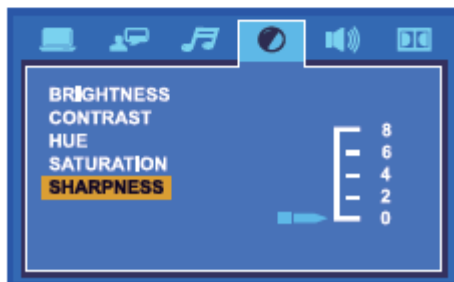 BRIGHTNESS
CONTRAST
HUE
SATURATION
SHARPNESS
8
6
4
2
0